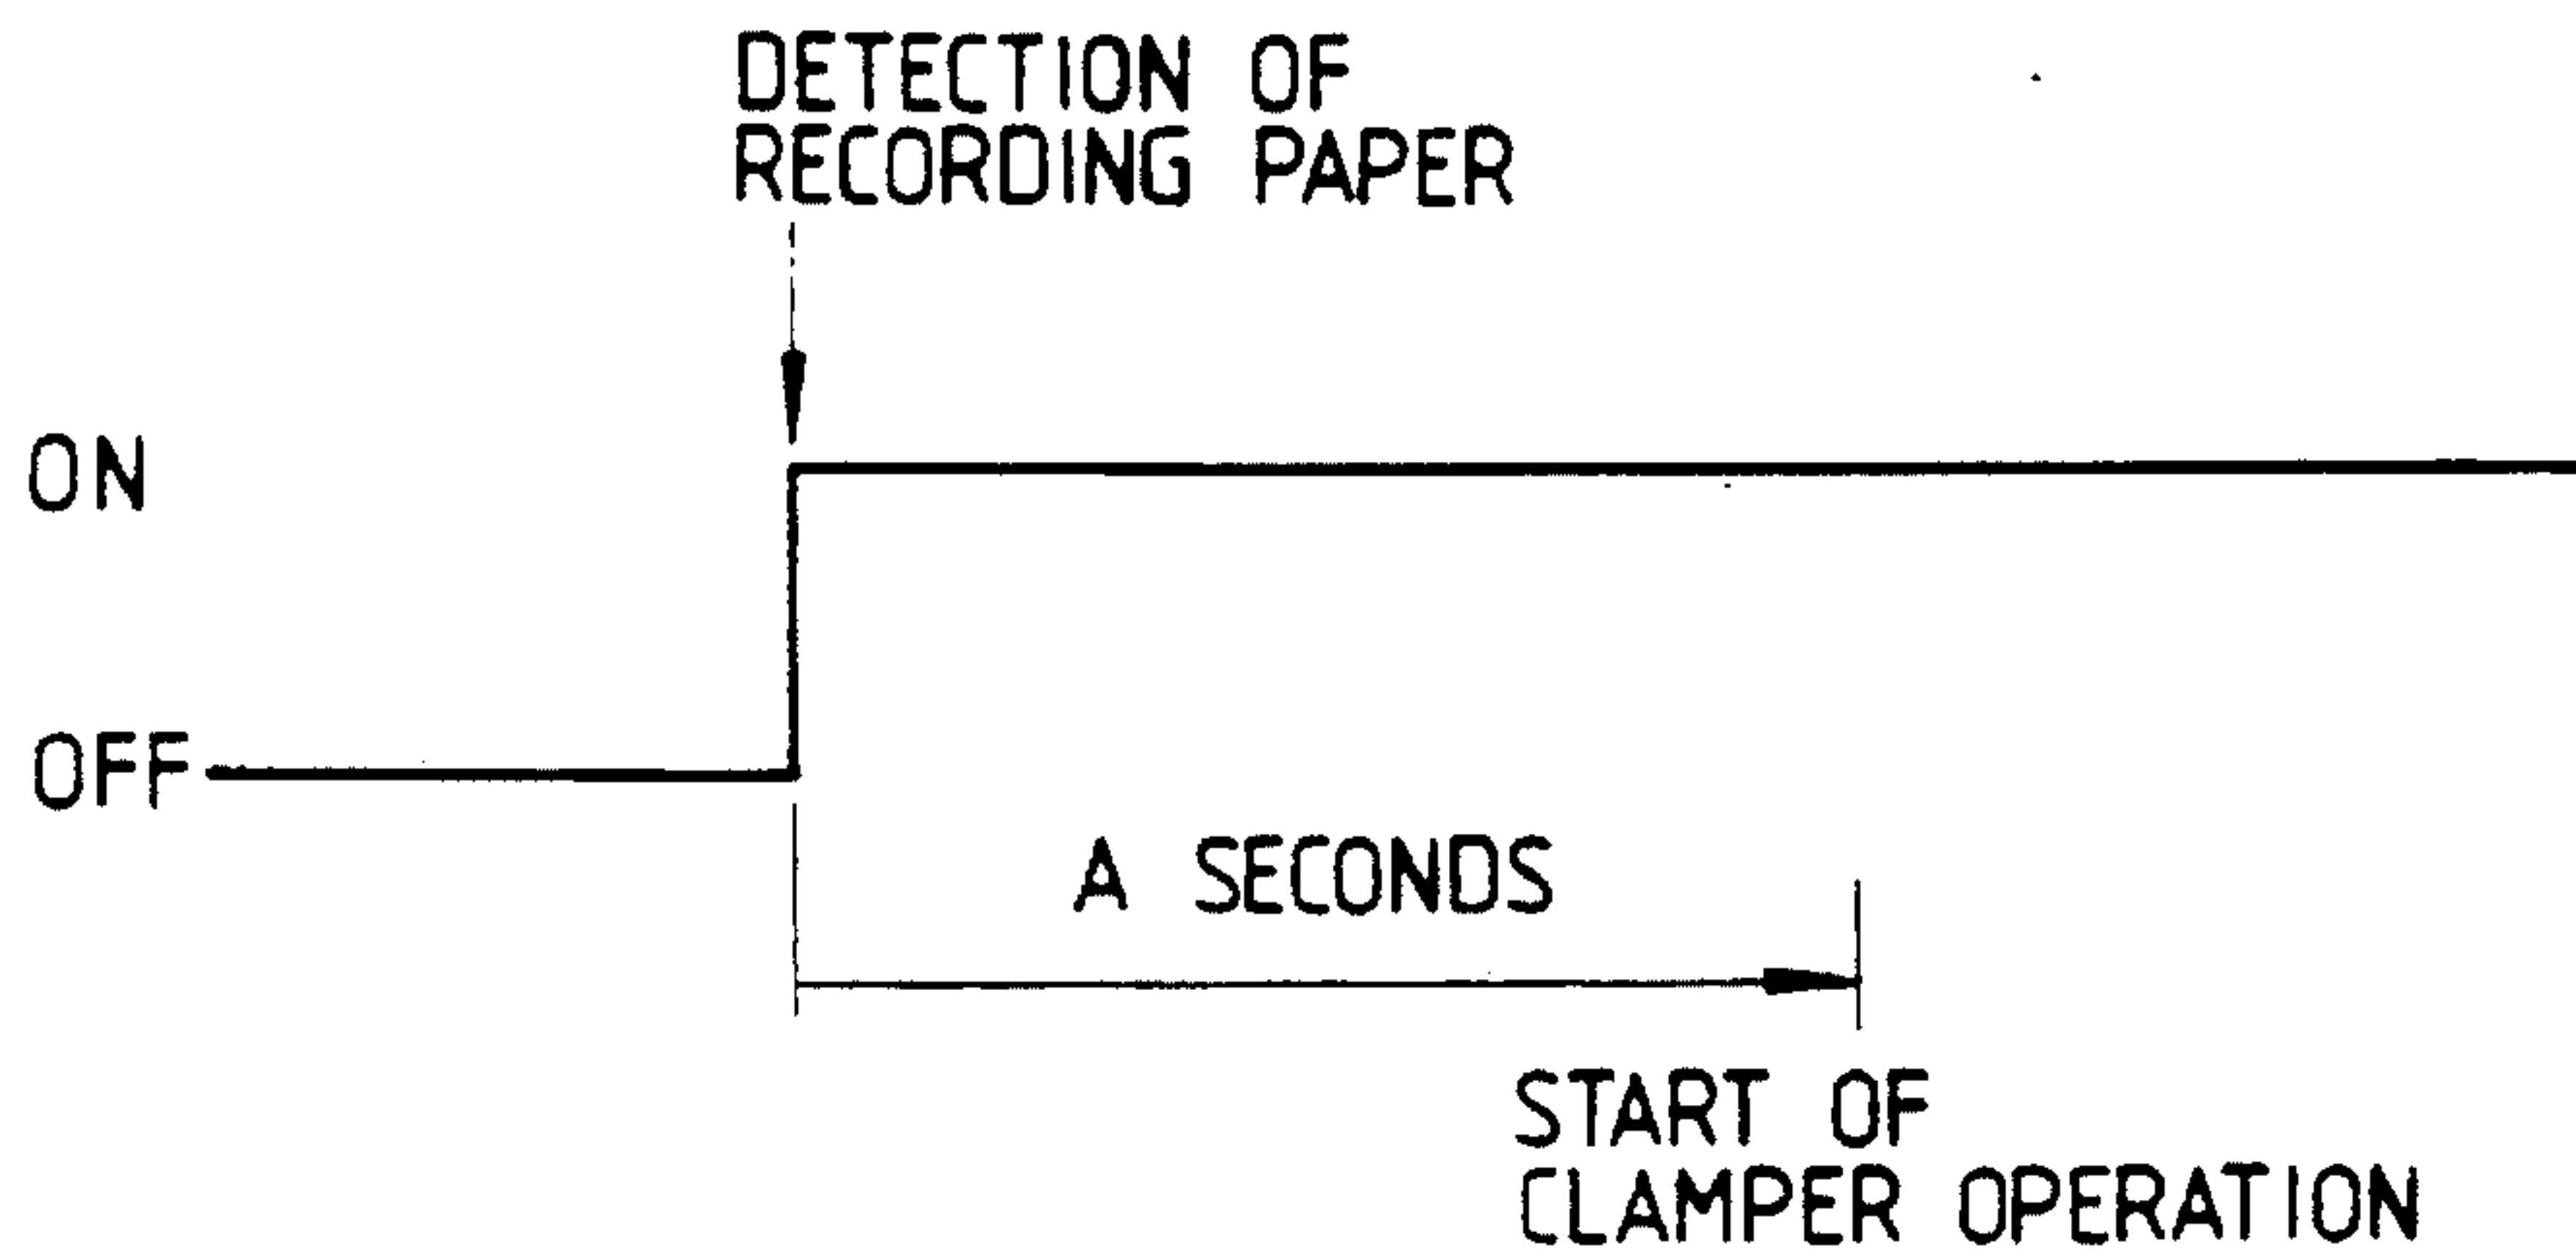 DETECTION OF
RECORDING PAPER
ON
OFF
A SECONDS
START OF
CLAMPER OPERATION